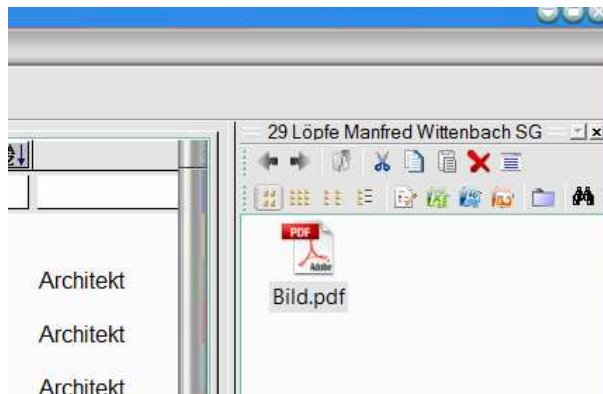 29 Löpfe Manfred Wittenbach SG
PDF
Adobe
Bild.pdf
Architekt
Architekt
Architekt